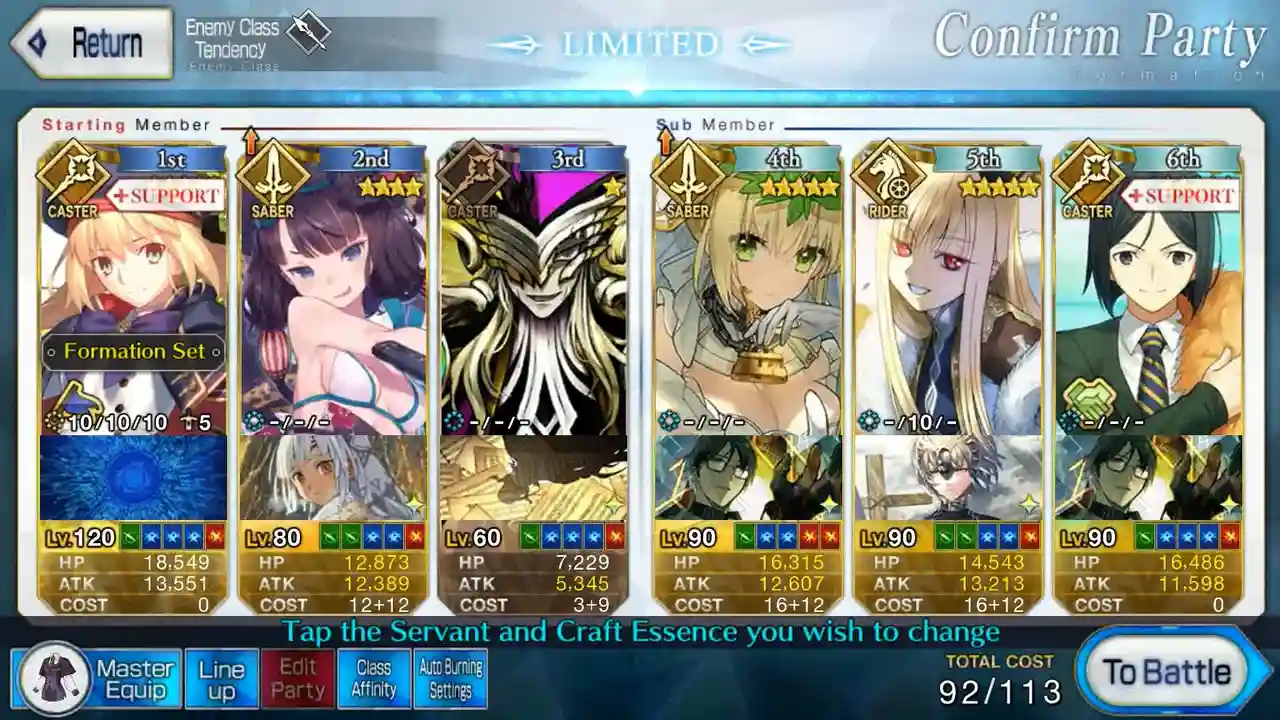 Return
Enemy Class
Tendency
Enemy Class
LIMITED
Confirm Party
Formation
Starting Member
Sub Member
1st
2nd
3rd
4th
5th
6th
CASTER
+SUPPORT
SABER
CASTER
SABER
RIDER
CASTER
+SUPPORT
Formation Set
10/10/10 5
-/-/-
-/-/-
-/-/-
-/10/-
-/-/-
Lv.120
Lv.80
Lv.60
Lv.90
Lv.90
Lv.90
HP 18,549
HP 12,873
HP 7,229
HP 16,315
HP 14,543
HP 16,486
ATK 13,551
ATK 12,389
ATK 5,345
ATK 12,607
ATK 13,213
ATK 11,598
COST 0
COST 12+12
COST 3+9
COST 16+12
COST 16+12
COST 0
Tap the Servant and Craft Essence you wish to change
Master
Equip
Line
up
Edit
Party
Class
Affinity
Auto Burning
Settings
TOTAL COST
92/113
To Battle